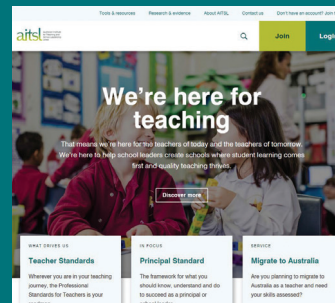 Tools & resources Research & evidence About AITSL Contact us Don't have an account? Join
aitsl
Join Login
We're here for
teaching
That means we're here for the teachers of today and the teachers of tomorrow.
We're here to help school leaders create schools where student learning comes
first and quality teaching thrives.
Discover more
WHAT DRIVES US
Teacher Standards
Wherever you are in your teaching
journey, the Professional
Standards for Teachers is your
IN FOCUS
Principal Standard
The framework for what you
should know, understand and do
to succeed as a principal or
SERVICE
Migrate to Australia
Are you planning to migrate to
Australia as a teacher and need
your skills assessed?